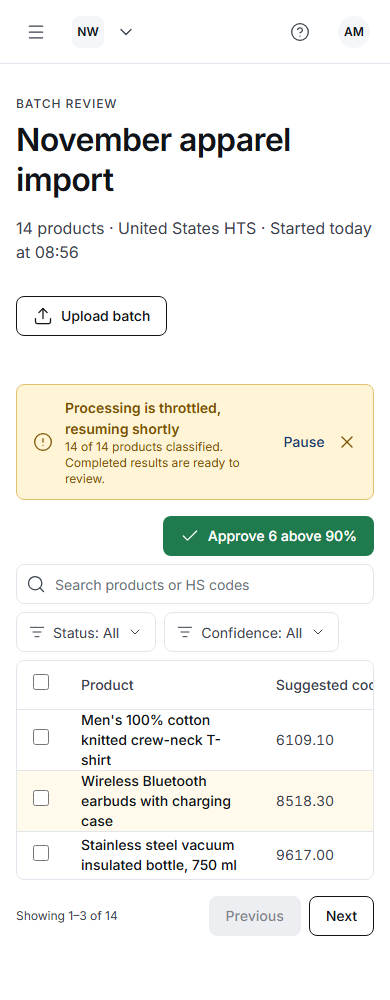 NW
AM
BATCH REVIEW
November apparel
import
14 products · United States HTS · Started today
at 08:56
Upload batch
Processing is throttled,
resuming shortly
14 of 14 products classified.
Completed results are ready to
review.
Pause
Approve 6 above 90%
Search products or HS codes
Status: All
Confidence: All
Product
Suggested coc
Men's 100% cotton
knitted crew-neck T-
shirt
6109.10
Wireless Bluetooth
earbuds with charging
case
8518.30
Stainless steel vacuum
insulated bottle, 750 ml
9617.00
Showing 1–3 of 14
Previous
Next